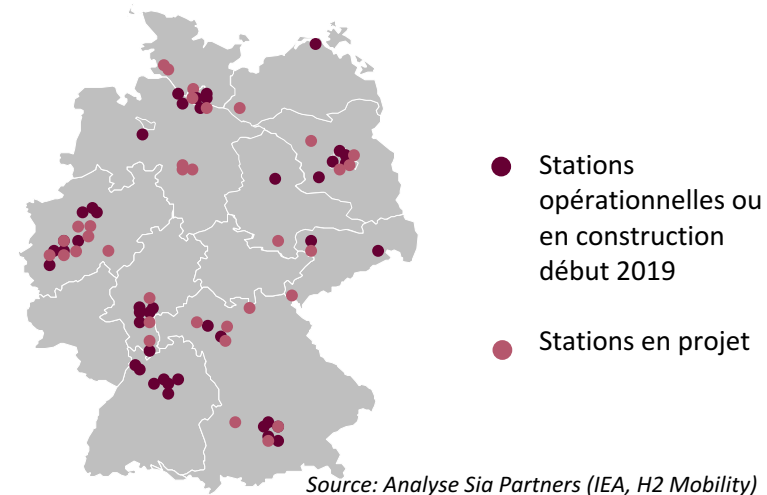 Stations
opérationnelles ou
en construction
début 2019
Stations en projet
Source: Analyse Sia Partners (IEA, H2 Mobility)